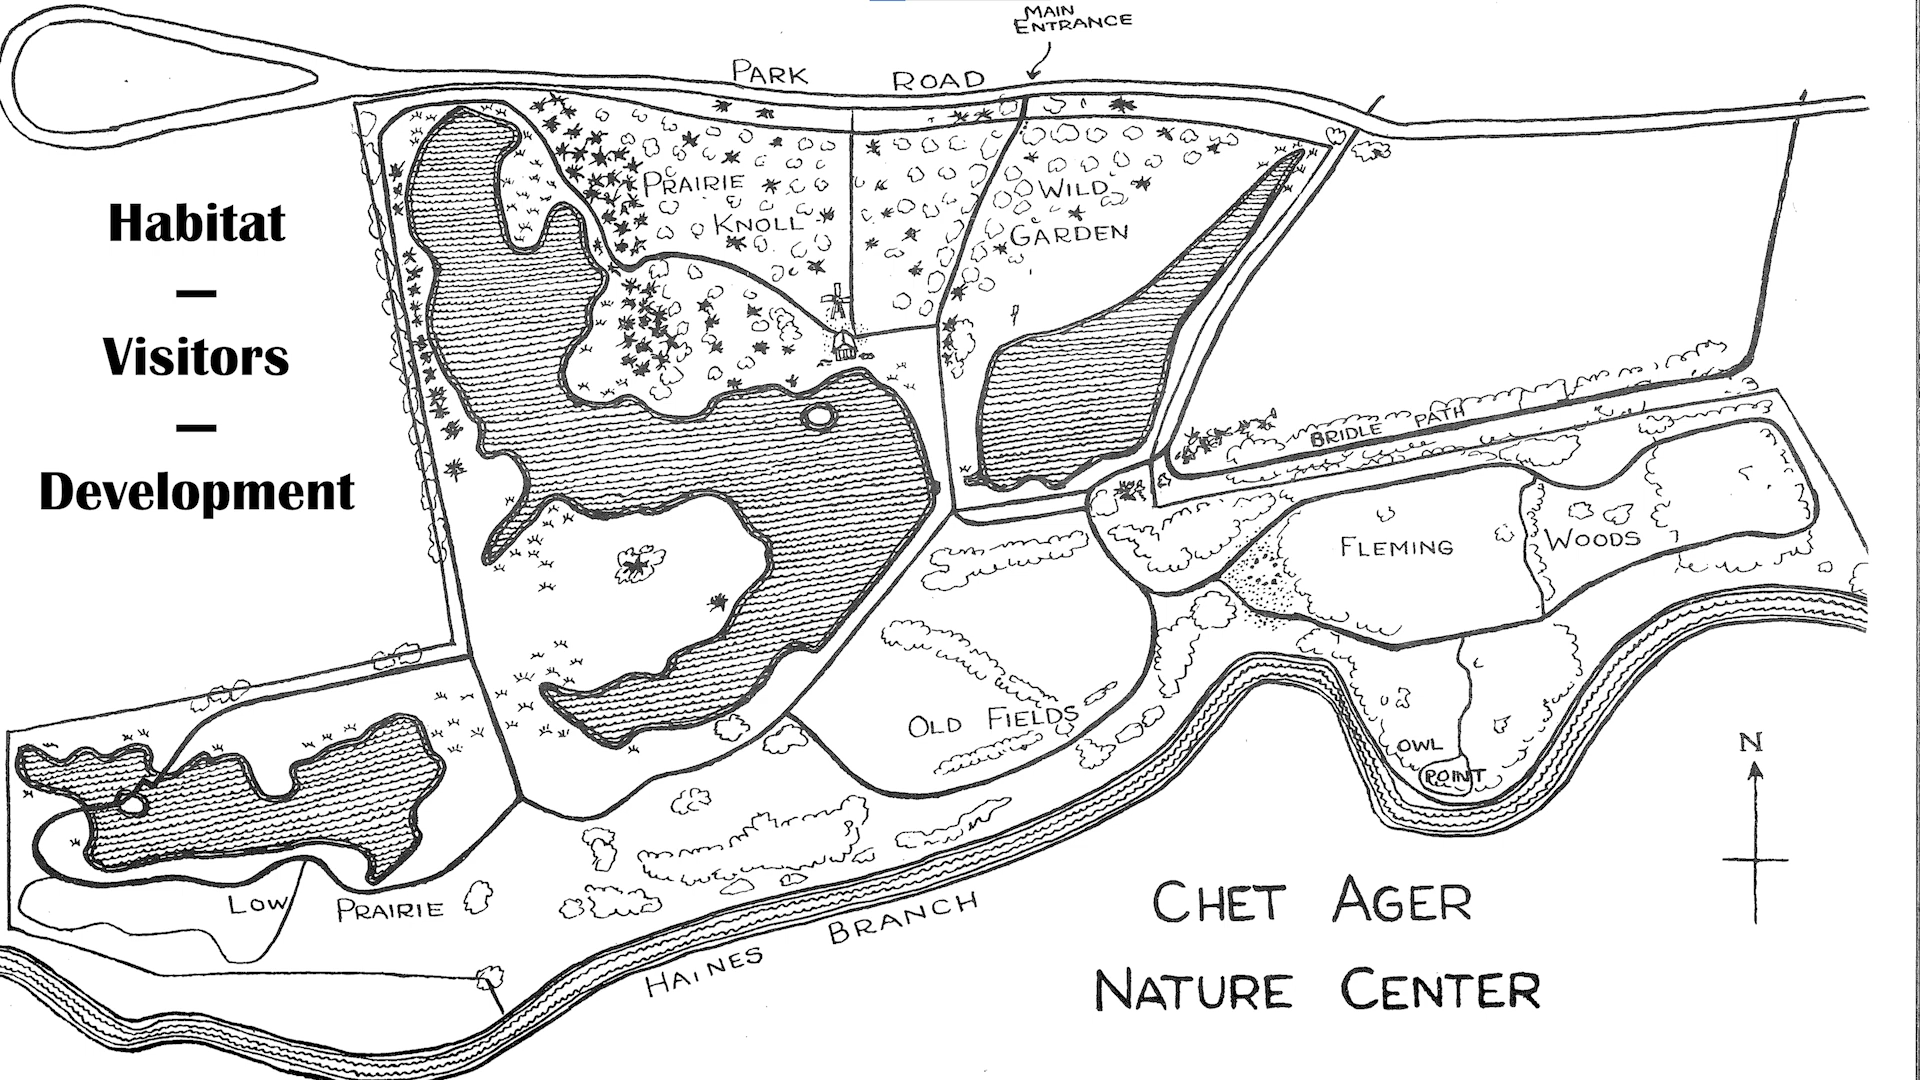 MAIN
ENTRANCE
PARK ROAD
Habitat
–
Visitors
–
Development
PRAIRIE
KNOLL
WILD
GARDEN
BRIDLE PATH
FLEMING WOODS
OLD FIELDS
OWL
POINT
N
LOW PRAIRIE
HAINES BRANCH
CHET AGER
NATURE CENTER